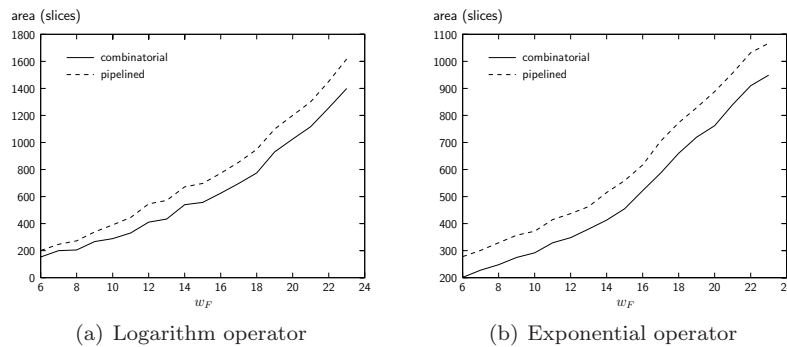 area (slices)
1800
1600
1400
1200
1000
800
600
400
200
0
combinatorial
pipelined
6 8 10 12 14 16 18 20 22 24
w_F
(a) Logarithm operator
area (slices)
1100
1000
900
800
700
600
500
400
300
200
combinatorial
pipelined
6 8 10 12 14 16 18 20 22 24
w_F
(b) Exponential operator